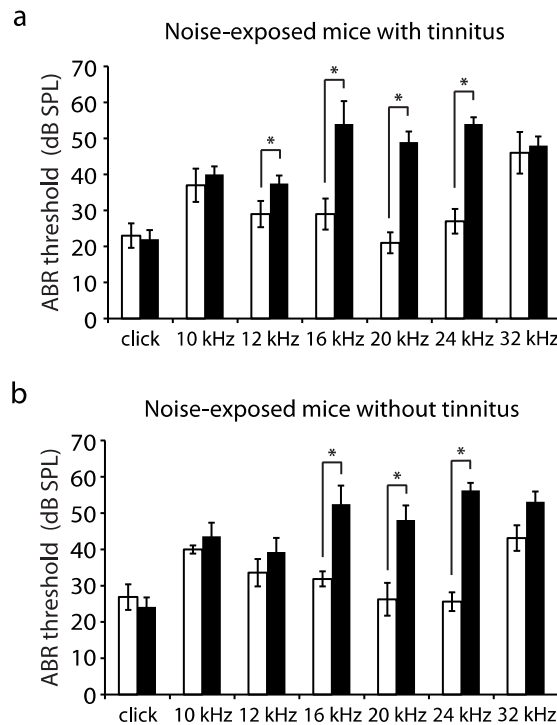 a
Noise-exposed mice with tinnitus
ABR threshold (dB SPL)
70
60
50
40
30
20
10
0
* * * *
click 10 kHz 12 kHz 16 kHz 20 kHz 24 kHz 32 kHz
b
Noise-exposed mice without tinnitus
ABR threshold (dB SPL)
70
60
50
40
30
20
10
0
* * *
click 10 kHz 12 kHz 16 kHz 20 kHz 24 kHz 32 kHz